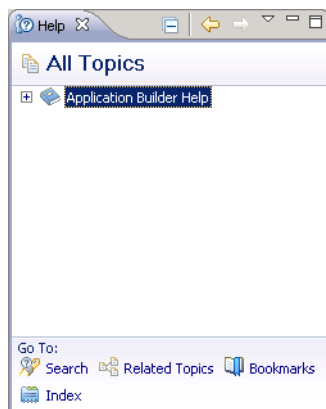 Help
All Topics
Application Builder Help
Go To:
Search Related Topics Bookmarks
Index